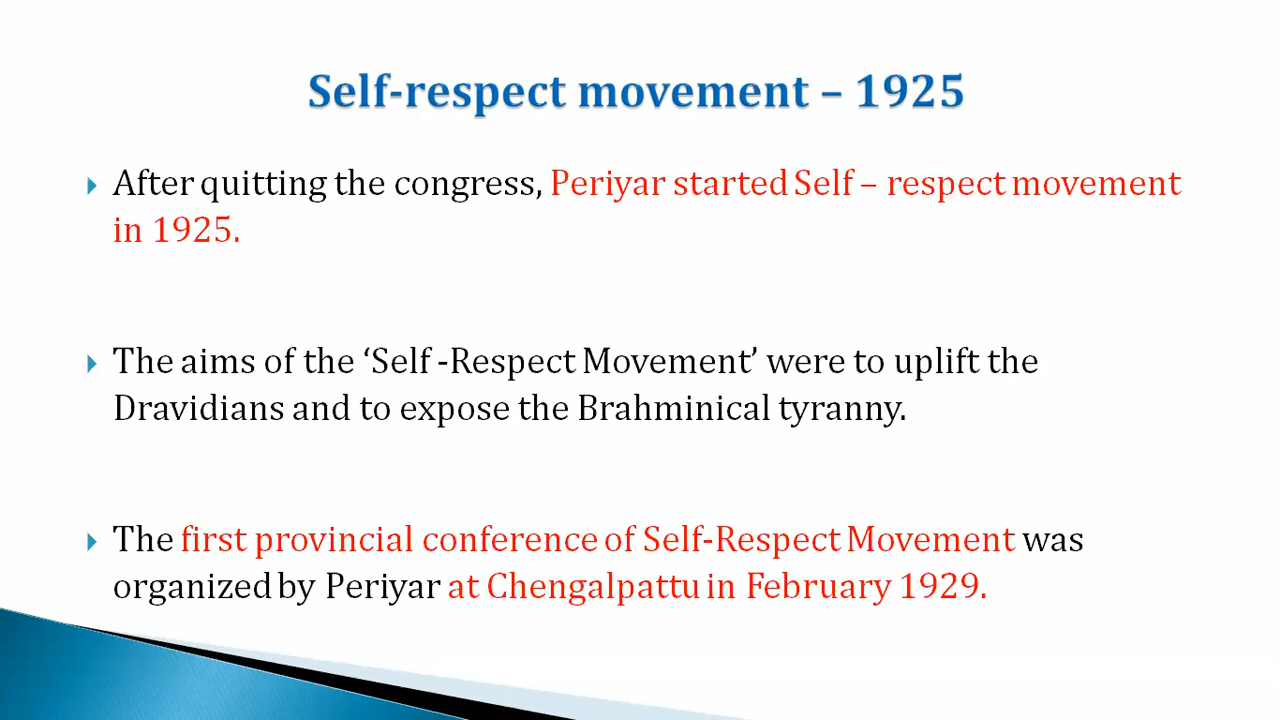 Self-respect movement – 1925
After quitting the congress, Periyar started Self – respect movement
in 1925.
The aims of the ‘Self -Respect Movement’ were to uplift the
Dravidians and to expose the Brahminical tyranny.
The first provincial conference of Self-Respect Movement was
organized by Periyar at Chengalpattu in February 1929.